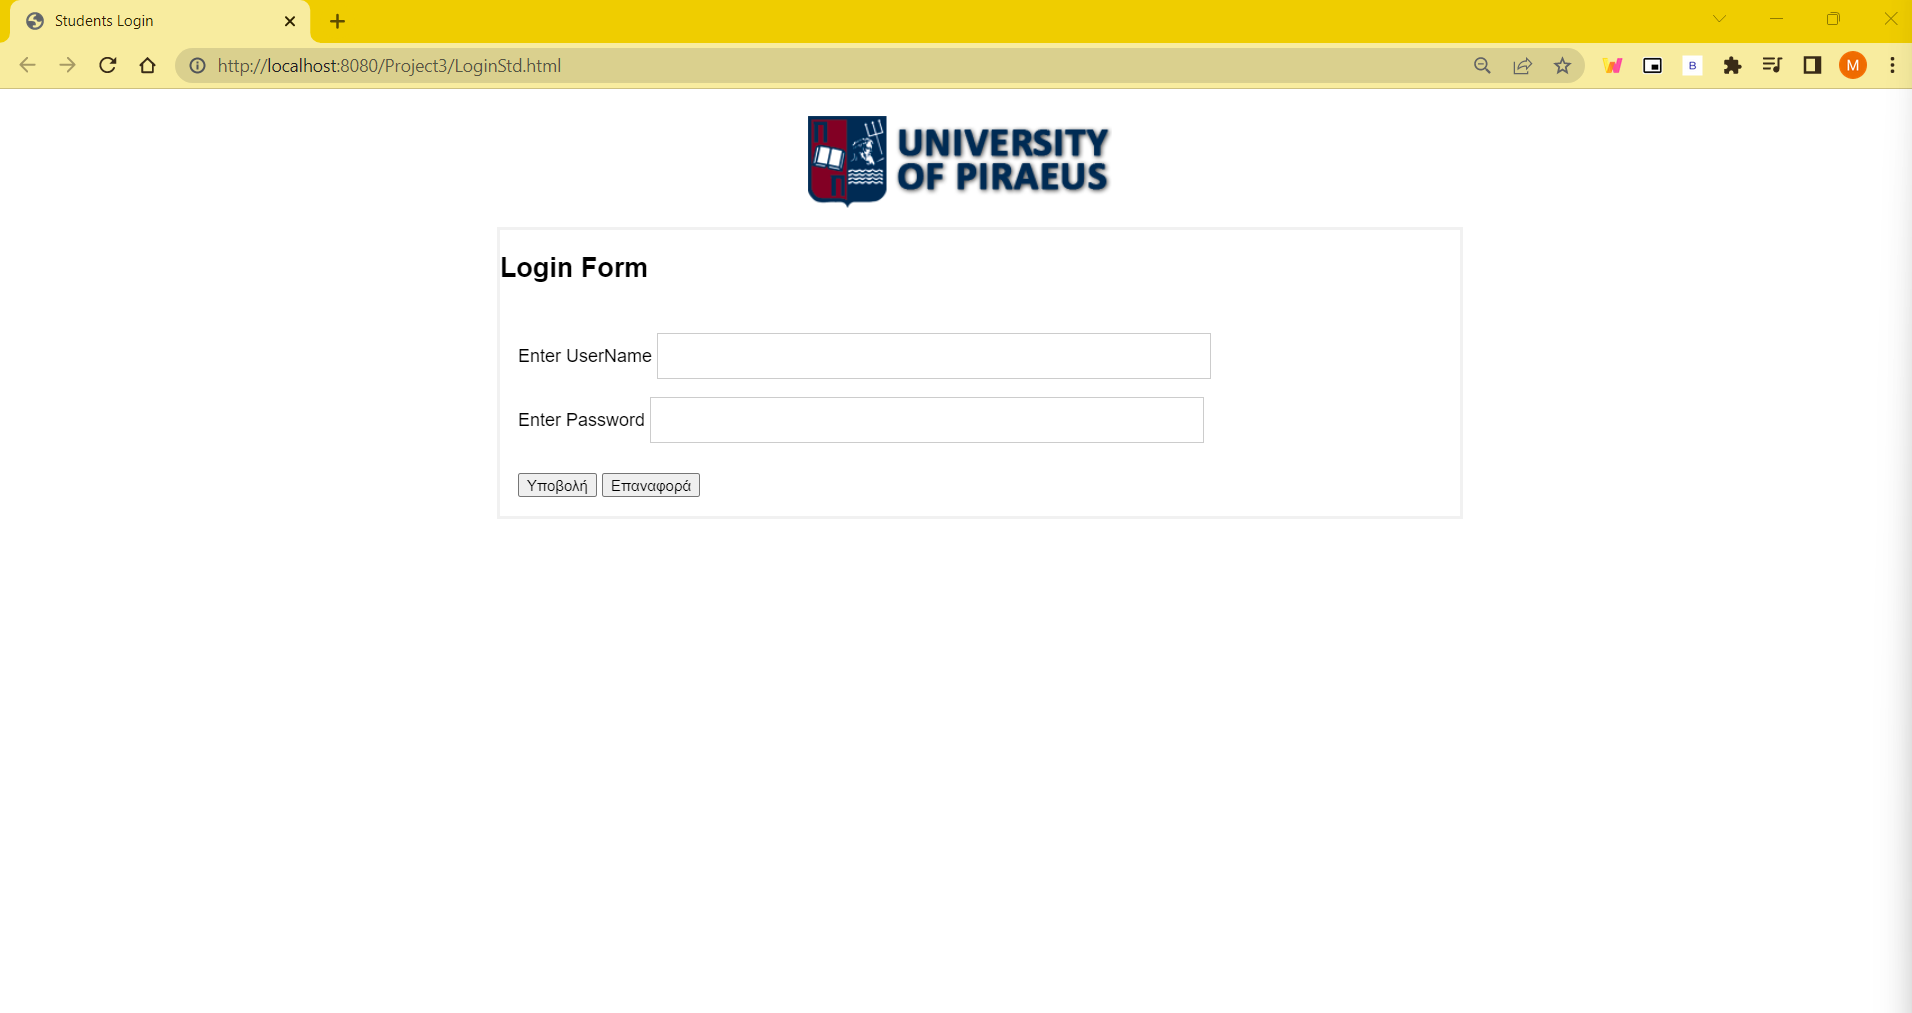 Students Login
http://localhost:8080/Project3/LoginStd.html
B
M
UNIVERSITY
OF PIRAEUS
Login Form
Enter UserName
Enter Password
Υποβολή Επαναφορά